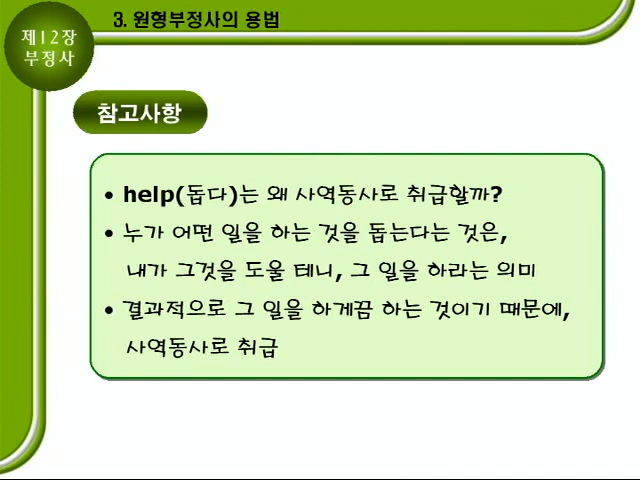 3. 원형부정사의 용법
제12장
부정사
참고사항
• help(돕다)는 왜 사역동사로 취급할까?
• 누가 어떤 일을 하는 것을 돕는다는 것은,
내가 그것을 도울 테니, 그 일을 하라는 의미
• 결과적으로 그 일을 하게끔 하는 것이기 때문에,
사역동사로 취급